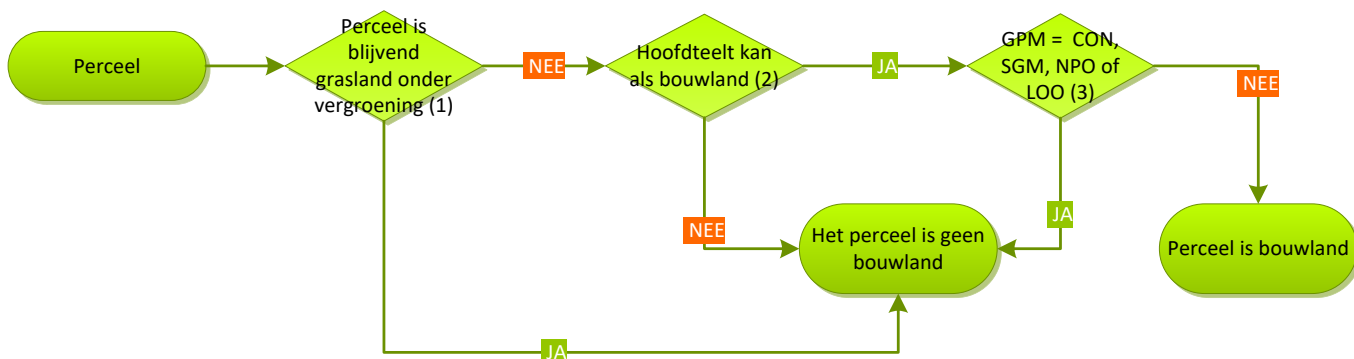 Perceel
Perceel is
blijvend
grasland onder
vergroening (1)
NEE
Hoofdteelt kan
als bouwland (2)
JA
GPM =  CON,
SGM, NPO of
LOO (3)
NEE
NEE
JA
Het perceel is geen
bouwland
Perceel is bouwland
JA